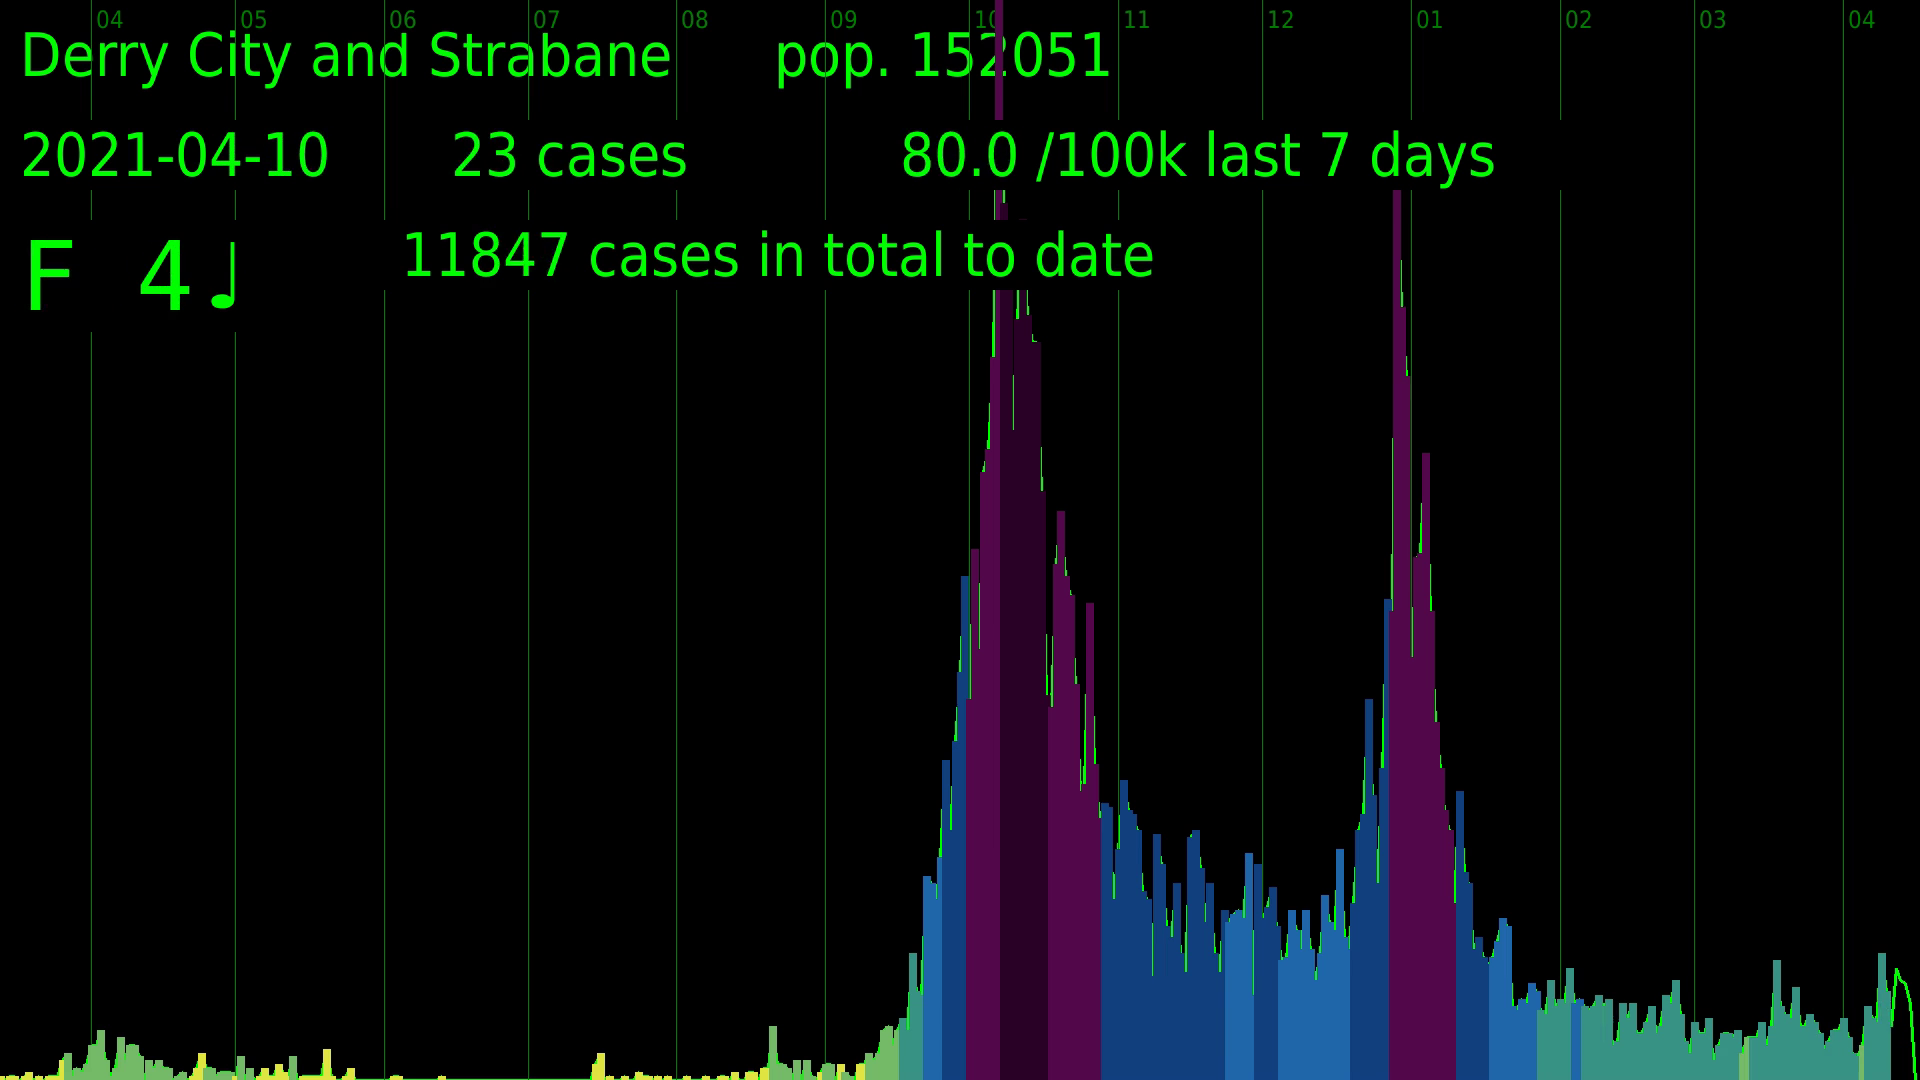 04 05 06 07 08 09 10 11 12 01 02 03 04
Derry City and Strabane pop. 152051
2021-04-10 23 cases 80.0 /100k last 7 days
F 4♩ 11847 cases in total to date